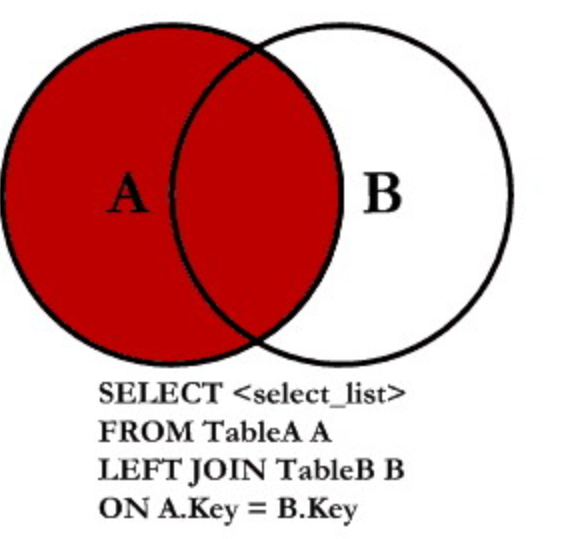 A B
SELECT <select_list>
FROM TableA A
LEFT JOIN TableB B
ON A.Key = B.Key